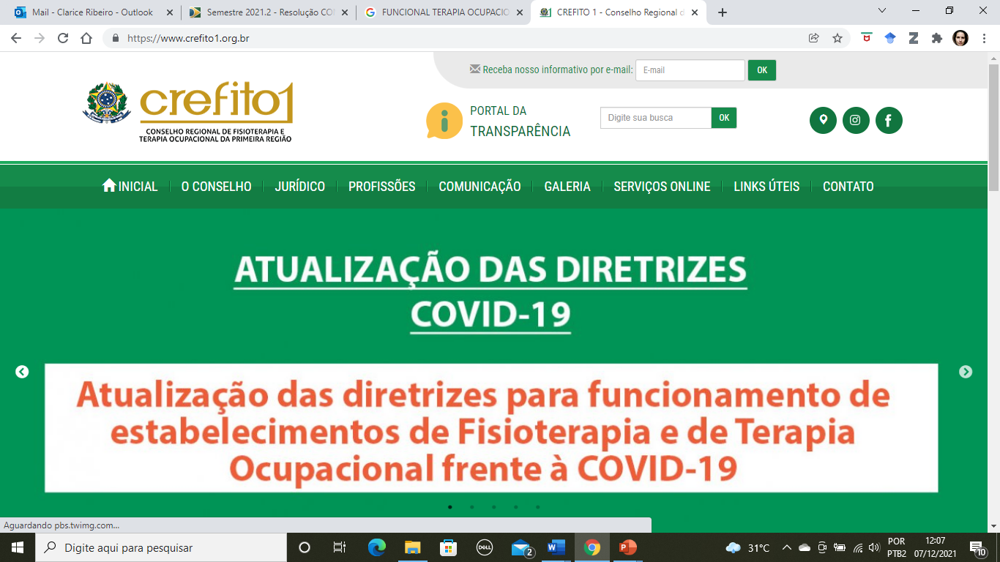 Mail - Clarice Ribeiro - Outlook
Semestre 2021.2 - Resolução CON
FUNCIONAL TERAPIA OCUPACIO
CREFITO 1 - Conselho Regional d
https://www.crefito1.org.br
Receba nosso informativo por e-mail:
E-mail
OK
crefito1
CONSELHO REGIONAL DE FISIOTERAPIA E
TERAPIA OCUPACIONAL DA PRIMEIRA REGIÃO
PORTAL DA
TRANSPARÊNCIA
Digite sua busca
OK
INICIAL
O CONSELHO
JURÍDICO
PROFISSÕES
COMUNICAÇÃO
GALERIA
SERVIÇOS ONLINE
LINKS ÚTEIS
CONTATO
ATUALIZAÇÃO DAS DIRETRIZES
COVID-19
Atualização das diretrizes para funcionamento de
estabelecimentos de Fisioterapia e de Terapia
Ocupacional frente à COVID-19
Aguardando pbs.twimg.com...
Digite aqui para pesquisar
DELL
2
31°C
POR
PTB2
12:07
07/12/2021
10